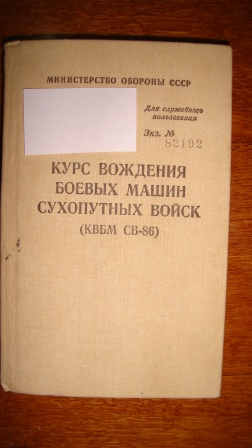 МИНИСТЕРСТВО ОБОРОНЫ СССР
Для служебного
пользования
Экз. №
82192
КУРС ВОЖДЕНИЯ
БОЕВЫХ МАШИН
СУХОПУТНЫХ ВОЙСК
(КВБМ СВ-86)